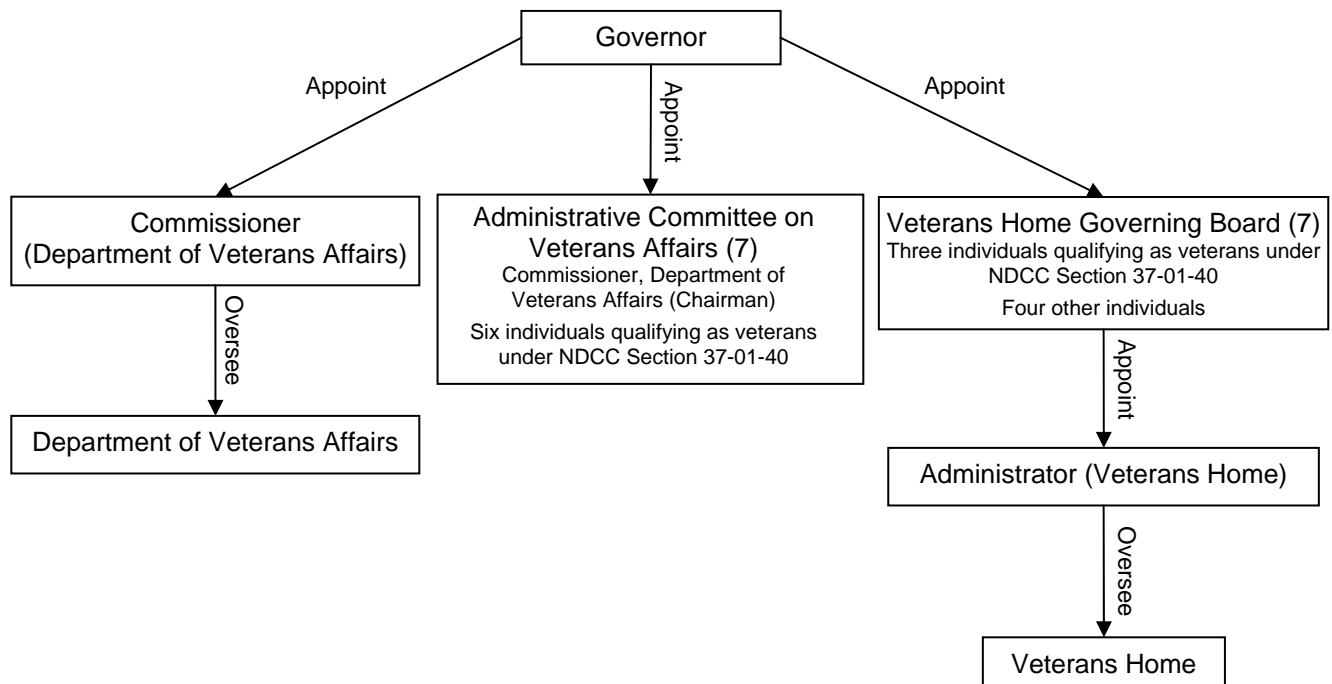 Governor
Appoint
Appoint
Appoint
Commissioner
(Department of Veterans Affairs)
Administrative Committee on
Veterans Affairs (7)
Commissioner, Department of
Veterans Affairs (Chairman)
Six individuals qualifying as veterans
under NDCC Section 37-01-40
Veterans Home Governing Board (7)
Three individuals qualifying as veterans under
NDCC Section 37-01-40
Four other individuals
Oversee
Appoint
Department of Veterans Affairs
Administrator (Veterans Home)
Oversee
Veterans Home